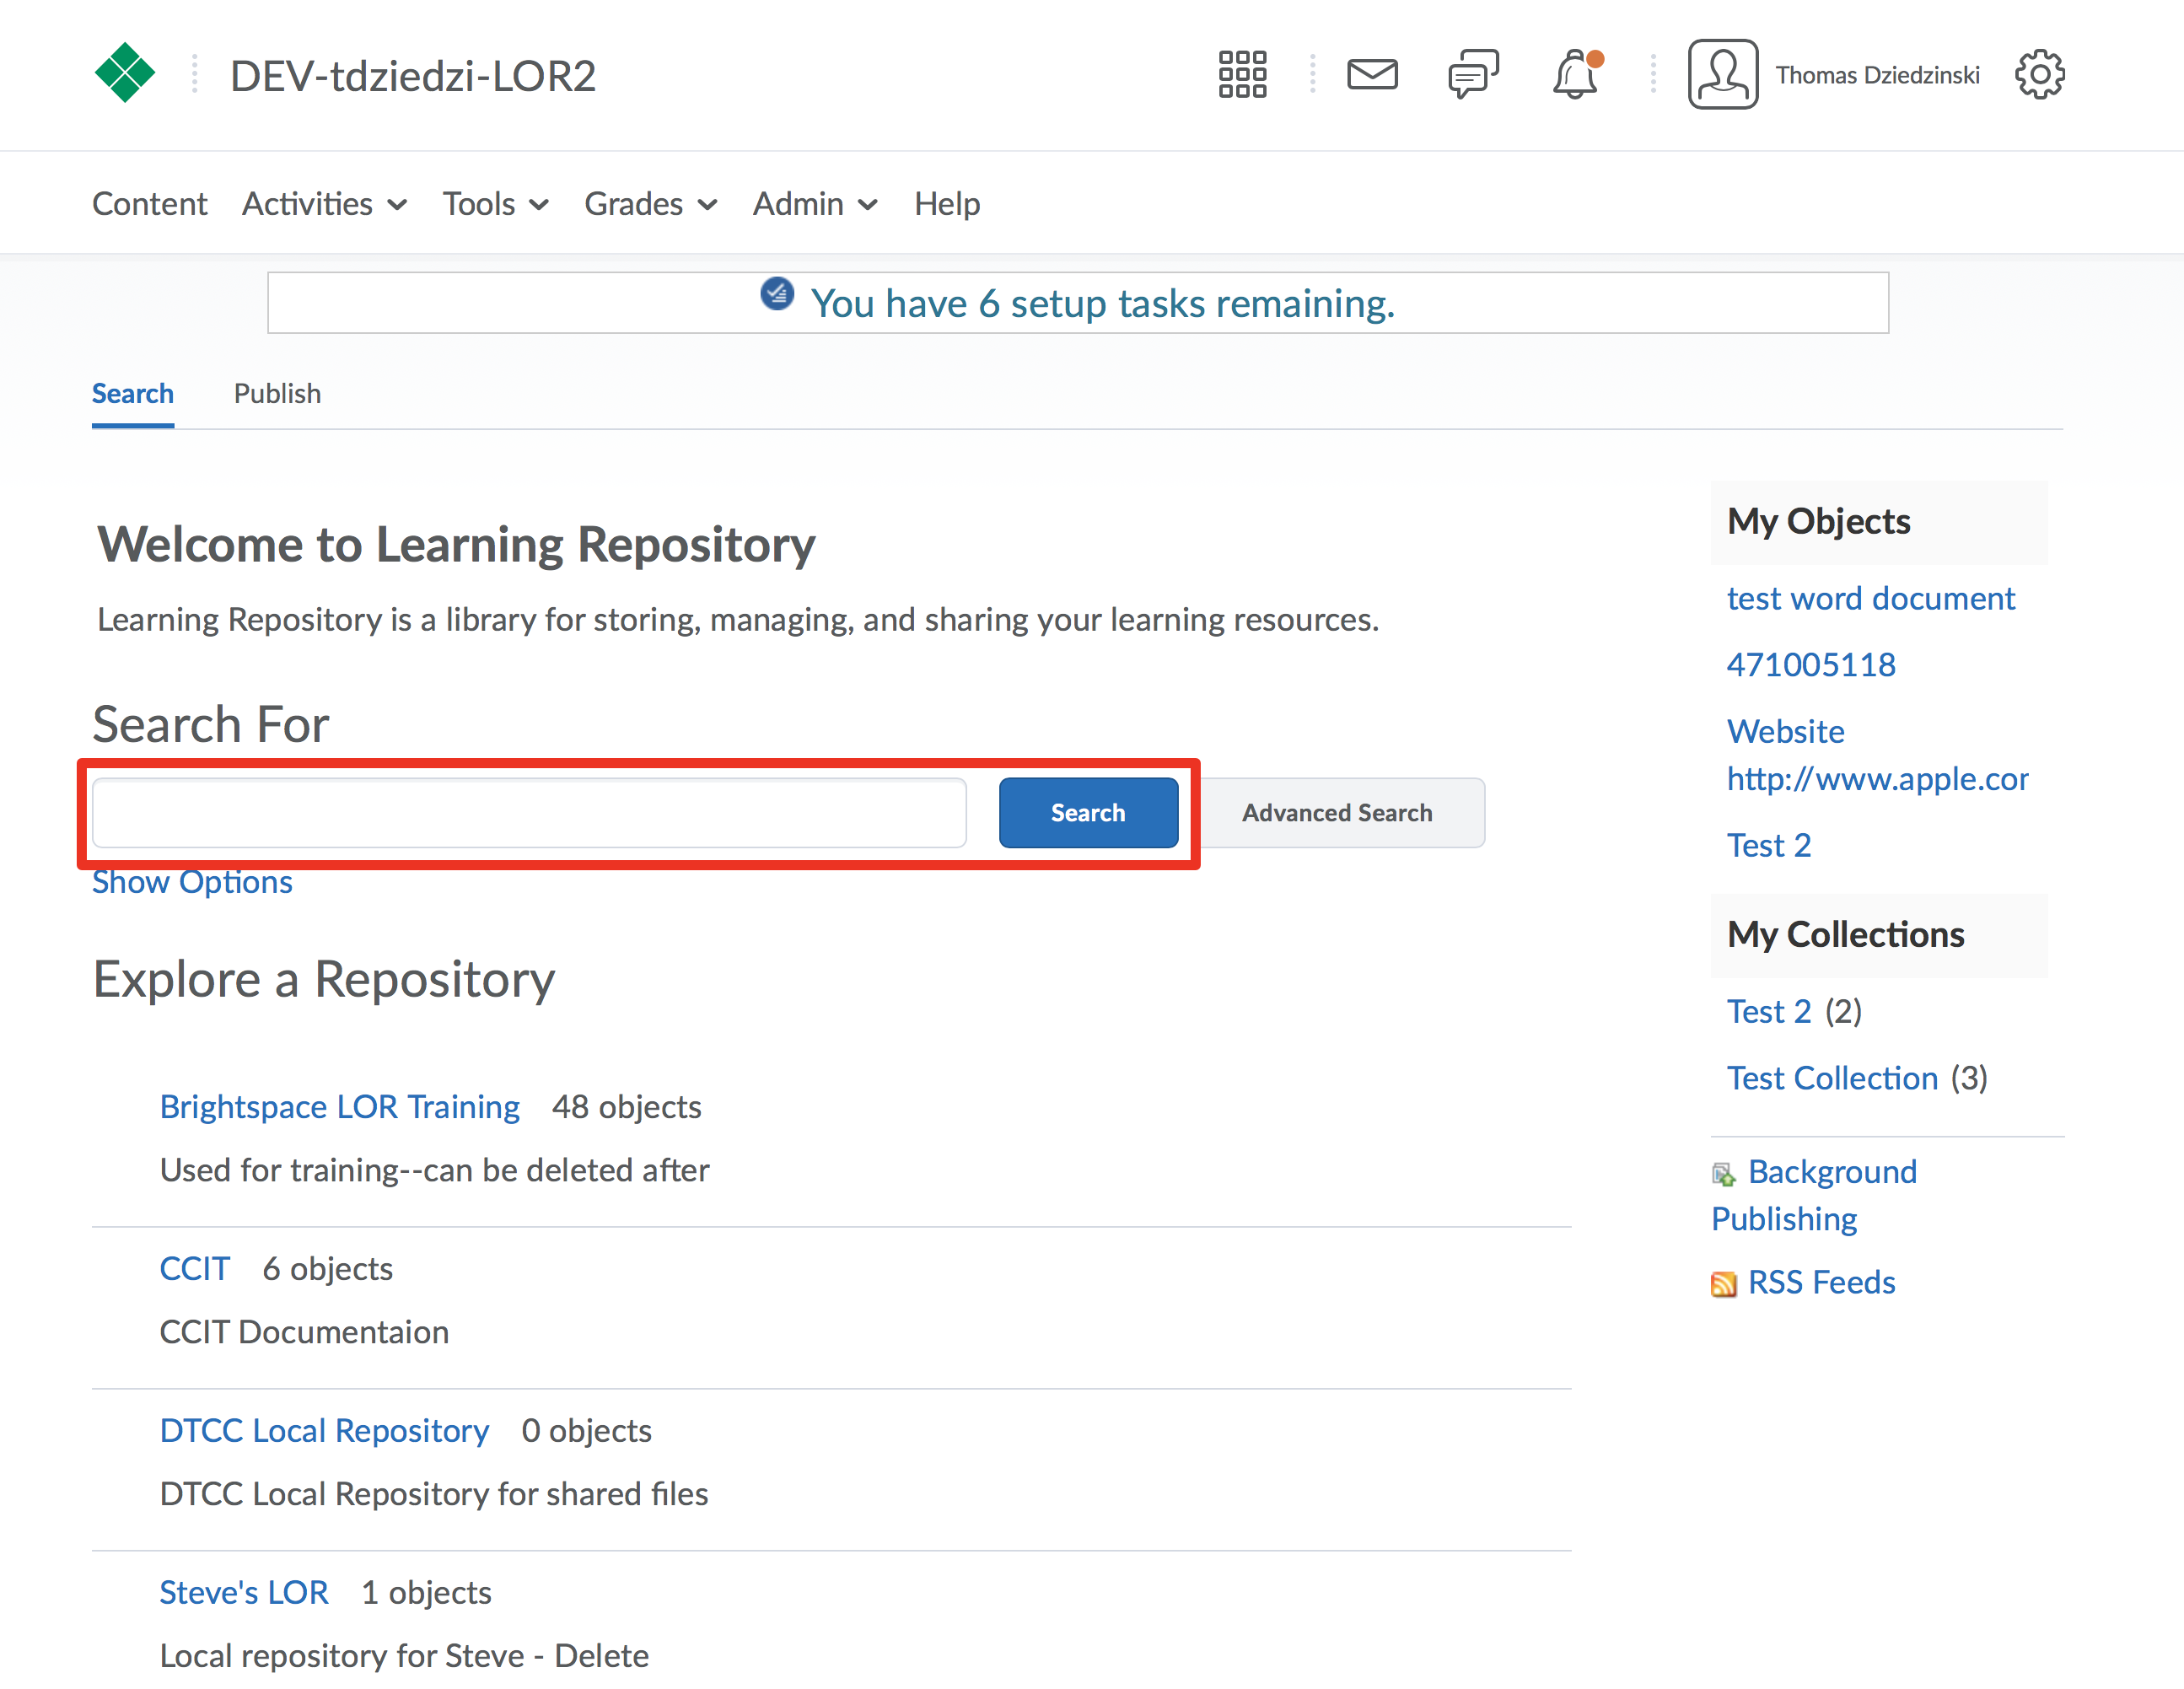 DEV-tdziedzi-LOR2
Thomas Dziedzinski
Content Activities Tools Grades Admin Help
You have 6 setup tasks remaining.
Search Publish
Welcome to Learning Repository
Learning Repository is a library for storing, managing, and sharing your learning resources.
Search For
Search Advanced Search
Show Options
Explore a Repository
Brightspace LOR Training 48 objects
Used for training--can be deleted after
CCIT 6 objects
CCIT Documentaion
DTCC Local Repository 0 objects
DTCC Local Repository for shared files
Steve's LOR 1 objects
Local repository for Steve - Delete
My Objects
test word document
471005118
Website
http://www.apple.cor
Test 2
My Collections
Test 2 (2)
Test Collection (3)
Background
Publishing
RSS Feeds